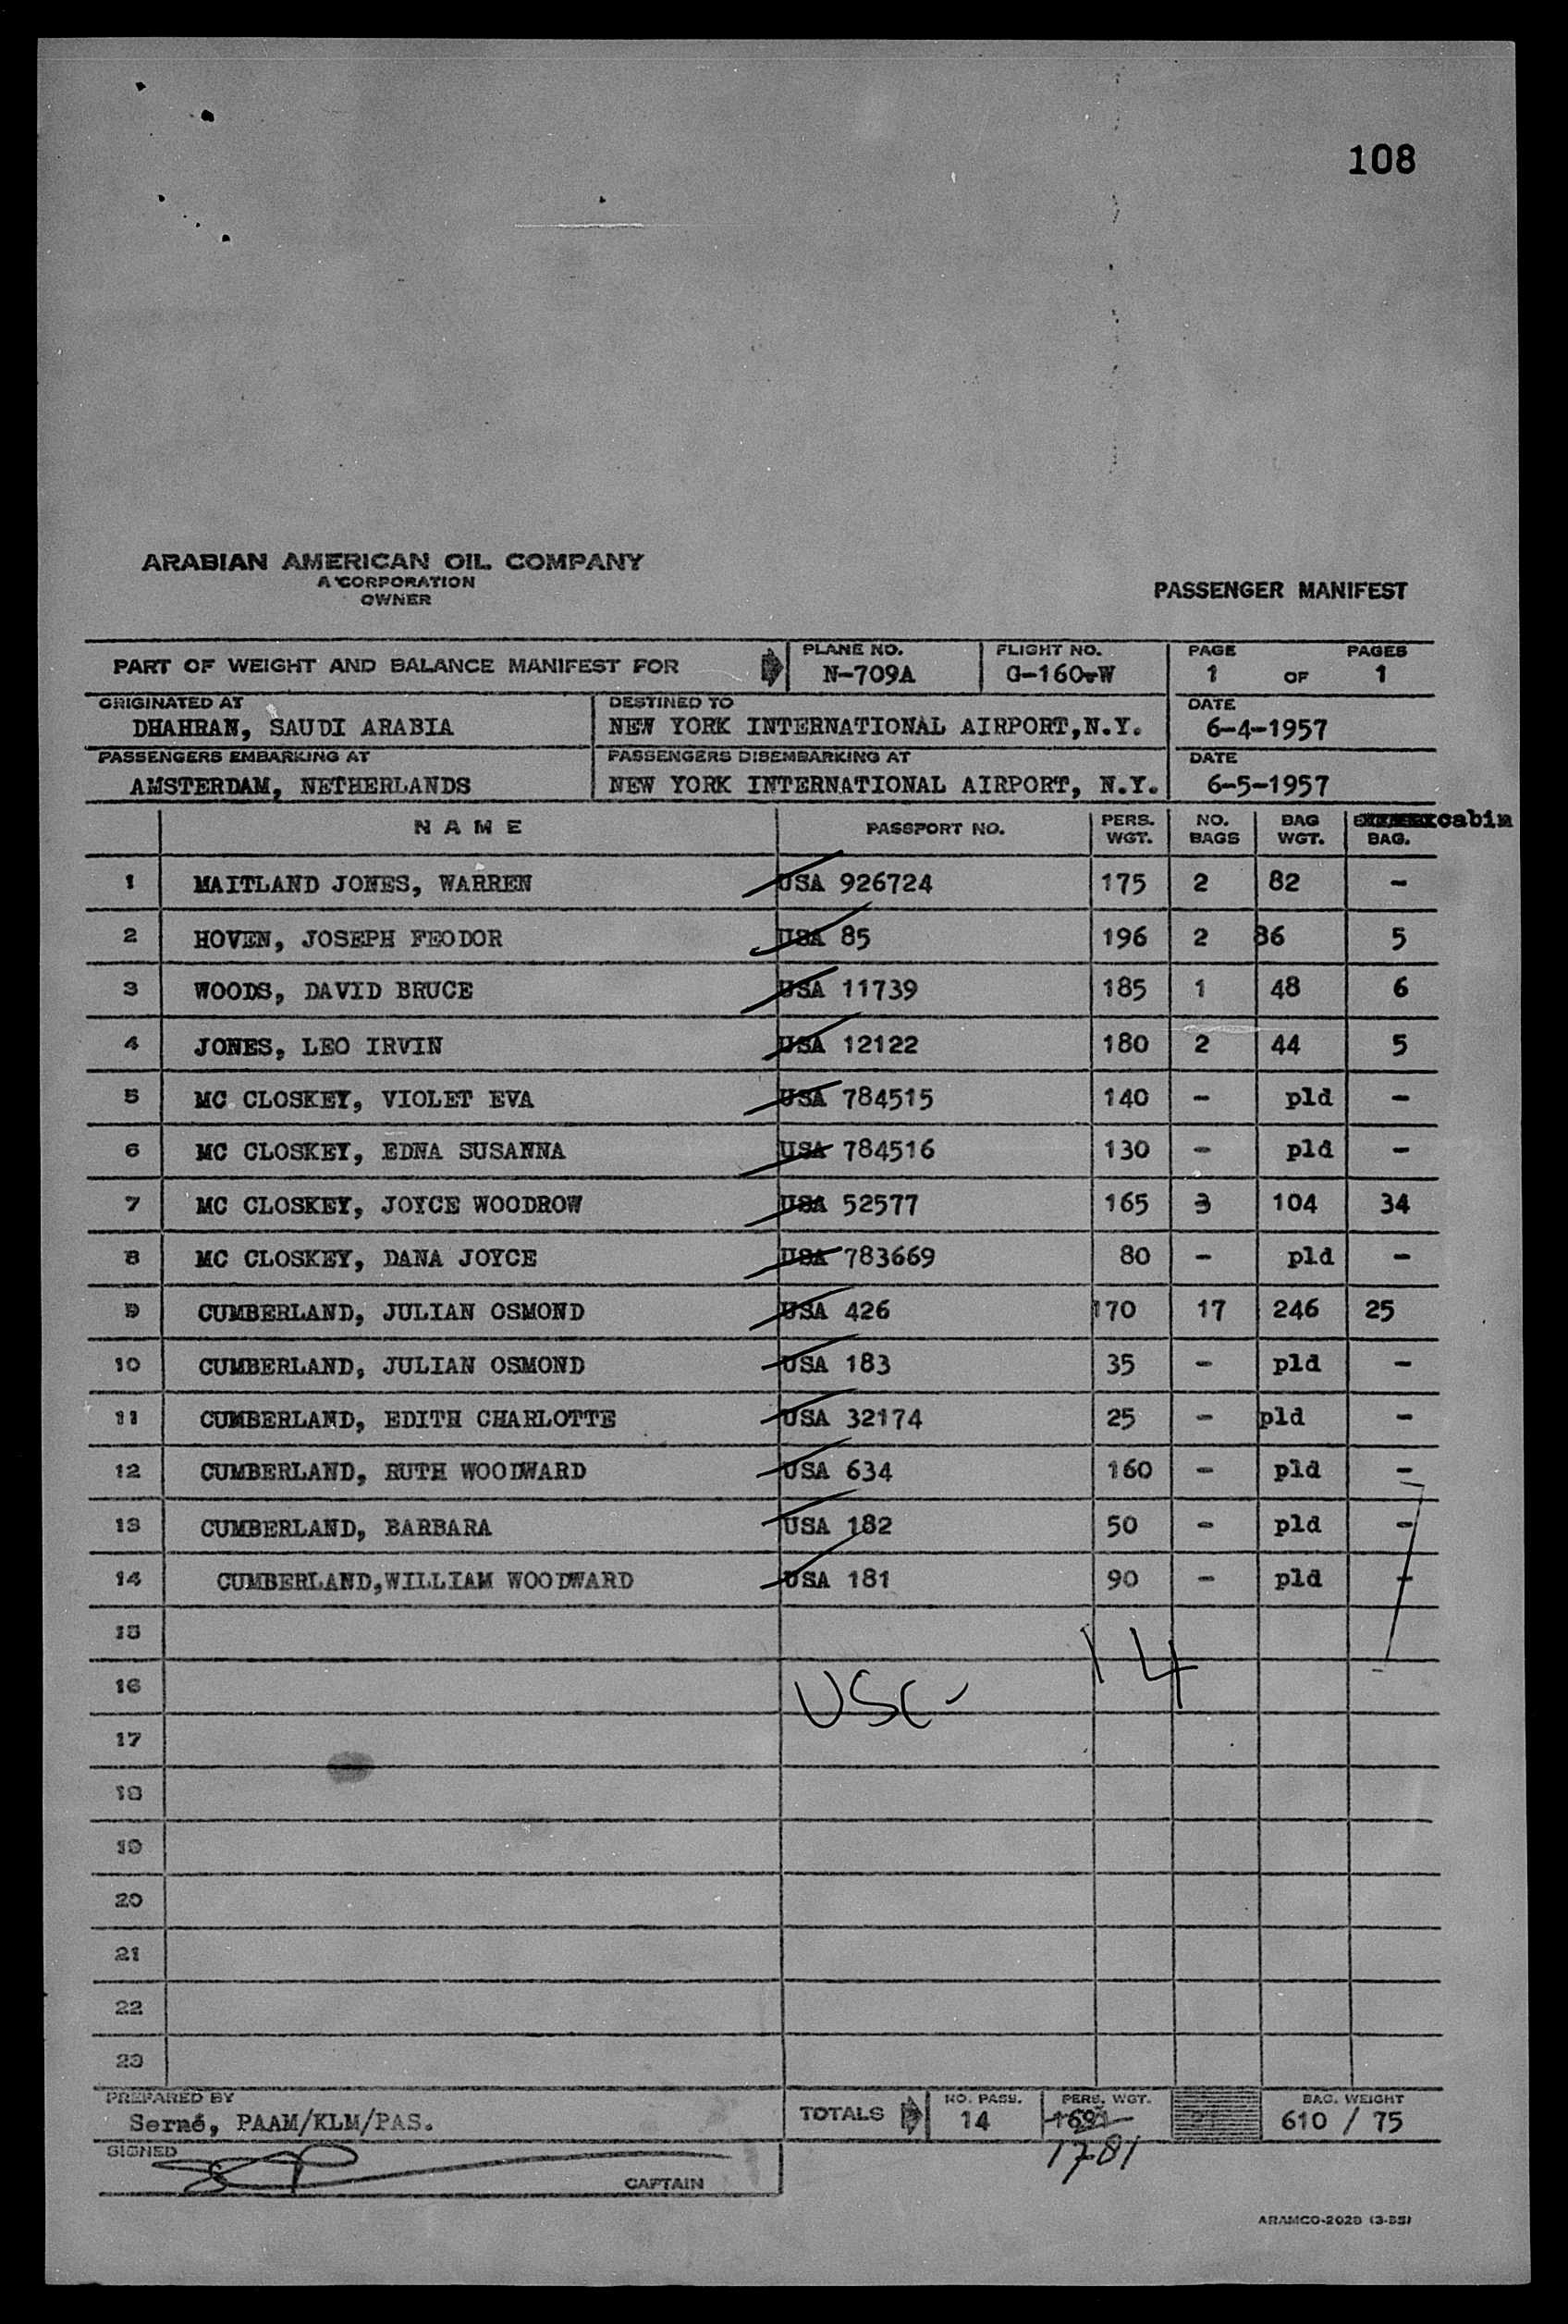 108
ARABIAN AMERICAN OIL COMPANY
A CORPORATION
OWNER
PASSENGER MANIFEST
PART OF WEIGHT AND BALANCE MANIFEST FOR
PLANE NO. N-709A
FLIGHT NO. G-160-W
PAGE 1 OF PAGES 1
ORIGINATED AT DHAHRAN, SAUDI ARABIA
DESTINED TO NEW YORK INTERNATIONAL AIRPORT, N.Y.
DATE 6-4-1957
PASSENGERS EMBARKING AT AMSTERDAM, NETHERLANDS
PASSENGERS DISEMBARKING AT NEW YORK INTERNATIONAL AIRPORT, N.Y.
DATE 6-5-1957
NAME PASSPORT NO. PERS. WGT. NO. BAGS BAG WGT. cabin BAG.
1 MAITLAND JONES, WARREN USA 926724 175 2 82 -
2 HOVEN, JOSEPH FEODOR USA 85 196 2 86 5
3 WOODS, DAVID BRUCE USA 11739 185 1 48 6
4 JONES, LEO IRVIN USA 12122 180 2 44 5
5 MC CLOSKEY, VIOLET EVA USA 784515 140 - pld -
6 MC CLOSKEY, EDNA SUSANNA USA 784516 130 - pld -
7 MC CLOSKEY, JOYCE WOODROW USA 52577 165 3 104 34
8 MC CLOSKEY, DANA JOYCE USA 783669 80 - pld -
9 CUMBERLAND, JULIAN OSMOND USA 426 170 17 246 25
10 CUMBERLAND, JULIAN OSMOND USA 183 35 - pld -
11 CUMBERLAND, EDITH CHARLOTTE USA 32174 25 - pld -
12 CUMBERLAND, RUTH WOODWARD USA 634 160 - pld -
13 CUMBERLAND, BARBARA USA 182 50 - pld -
14 CUMBERLAND,WILLIAM WOODWARD USA 181 90 - pld -
15
16 USC - 14
17
18
19
20
21
22
23
PREPARED BY Serné, PAAM/KLM/PAS.
TOTALS NO. PASS. 14 PERS. WGT. 1781 BAG. WEIGHT 610 / 75
SIGNED CAPTAIN
ARAMCO-2028 (3-55)